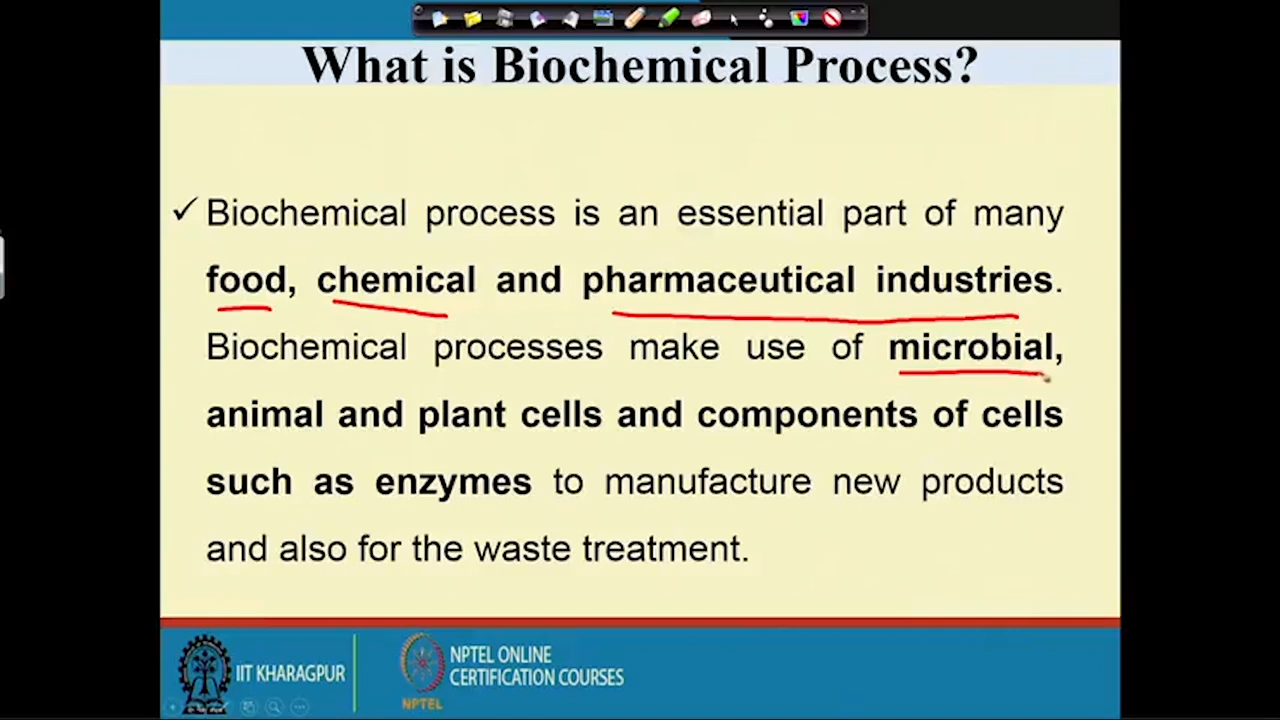 What is Biochemical Process?
✓ Biochemical process is an essential part of many
food, chemical and pharmaceutical industries.
Biochemical processes make use of microbial,
animal and plant cells and components of cells
such as enzymes to manufacture new products
and also for the waste treatment.
IIT KHARAGPUR
NPTEL ONLINE
CERTIFICATION COURSES
NPTEL